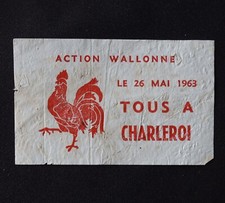 ACTION WALLONNE
LE 26 MAI 1963
TOUS A
CHARLEROI